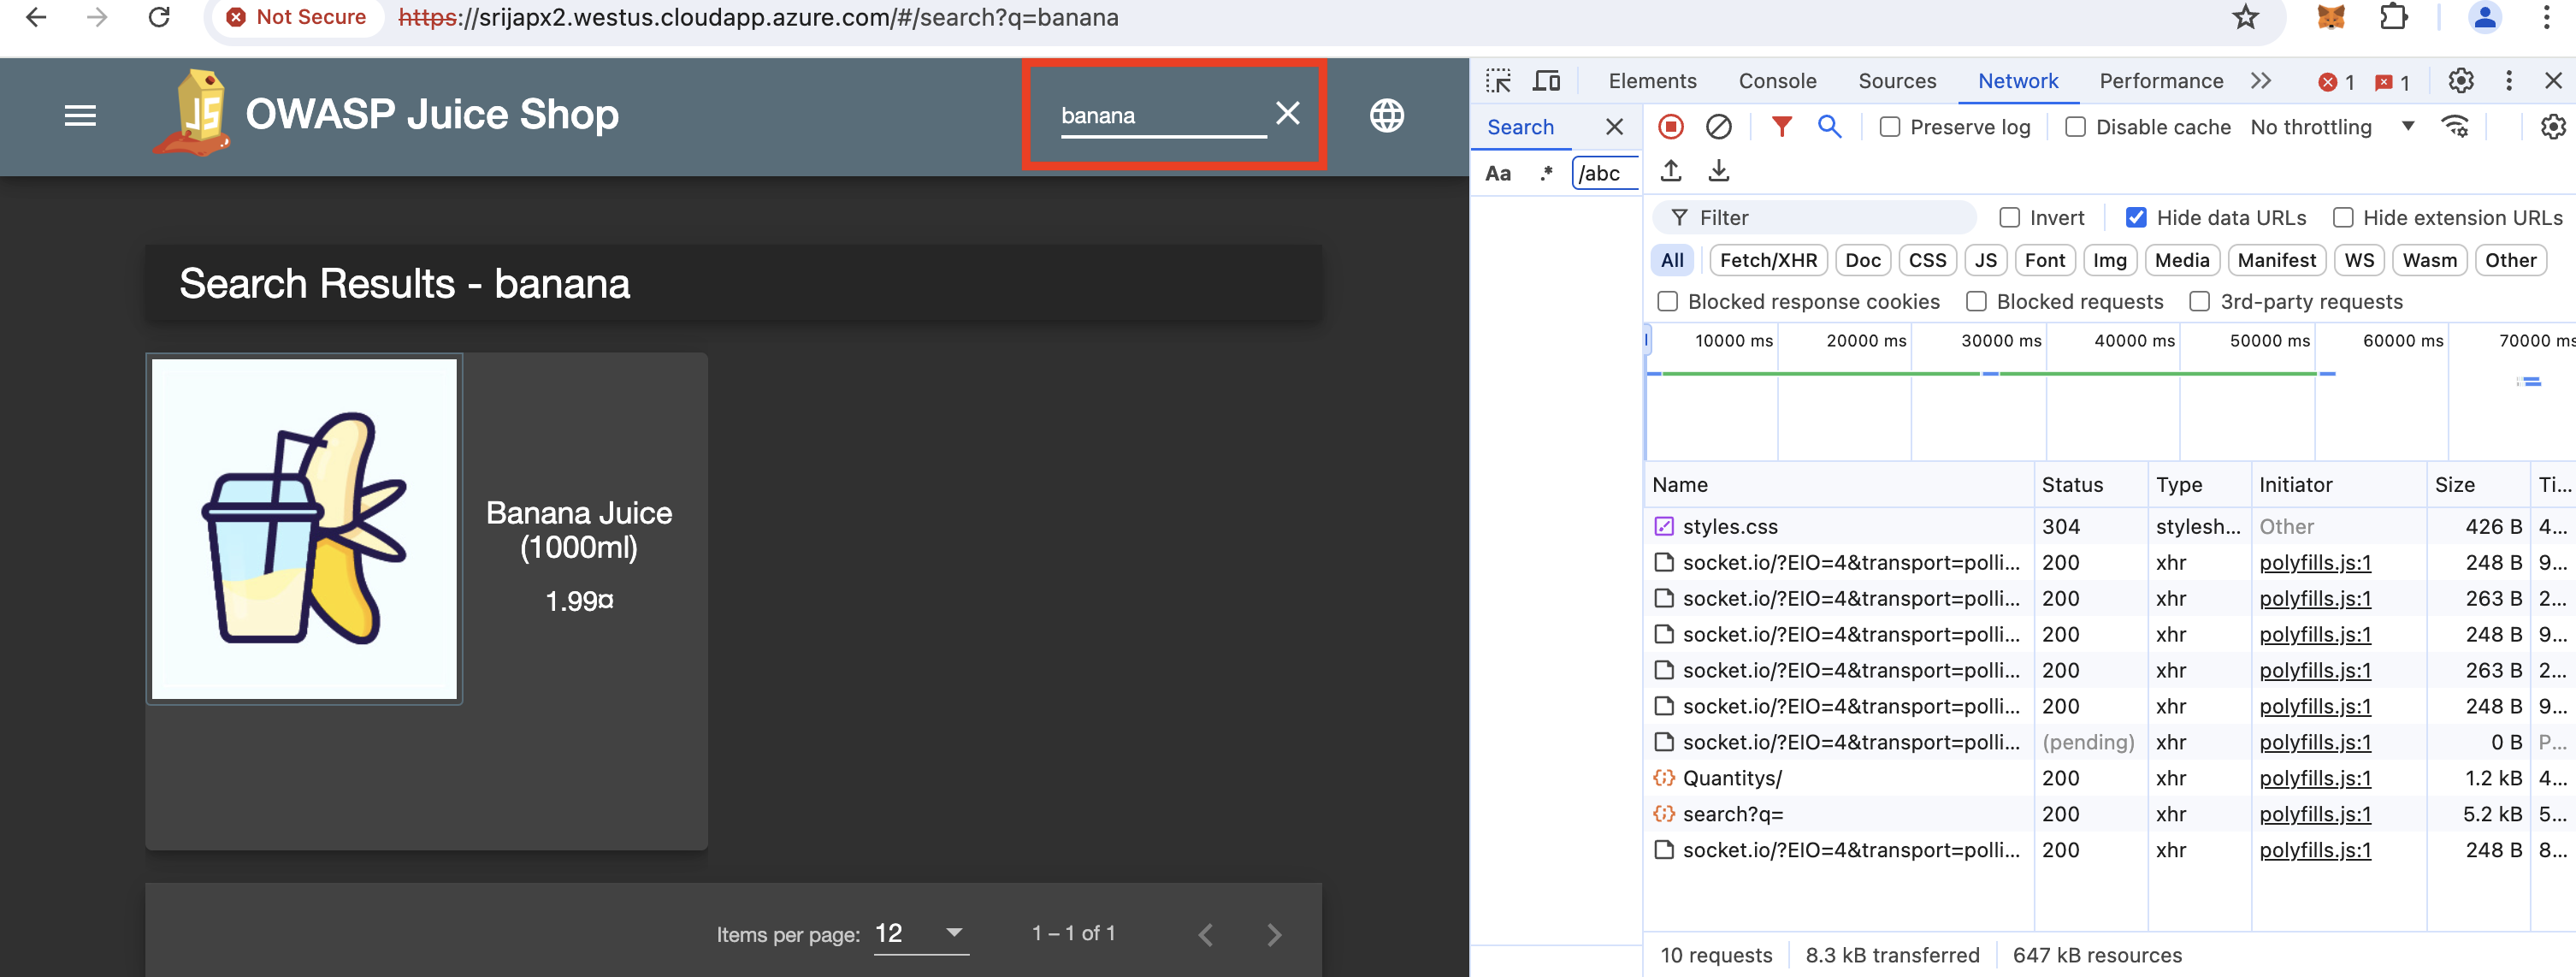 Not Secure https://srijapx2.westus.cloudapp.azure.com/#/search?q=banana
JS OWASP Juice Shop
banana
Search Results - banana
Banana Juice
(1000ml)
1.99¤
Items per page: 12 1 – 1 of 1
Elements Console Sources Network Performance 1 1
Search
Aa .* /abc
Preserve log Disable cache No throttling
Filter Invert Hide data URLs Hide extension URLs
All Fetch/XHR Doc CSS JS Font Img Media Manifest WS Wasm Other
Blocked response cookies Blocked requests 3rd-party requests
10000 ms 20000 ms 30000 ms 40000 ms 50000 ms 60000 ms 70000 ms
Name Status Type Initiator Size Ti...
styles.css 304 stylesh... Other 426 B 4...
socket.io/?EIO=4&transport=polli... 200 xhr polyfills.js:1 248 B 9...
socket.io/?EIO=4&transport=polli... 200 xhr polyfills.js:1 263 B 2...
socket.io/?EIO=4&transport=polli... 200 xhr polyfills.js:1 248 B 9...
socket.io/?EIO=4&transport=polli... 200 xhr polyfills.js:1 263 B 2...
socket.io/?EIO=4&transport=polli... 200 xhr polyfills.js:1 248 B 9...
socket.io/?EIO=4&transport=polli... (pending) xhr polyfills.js:1 0 B P...
Quantitys/ 200 xhr polyfills.js:1 1.2 kB 4...
search?q= 200 xhr polyfills.js:1 5.2 kB 5...
socket.io/?EIO=4&transport=polli... 200 xhr polyfills.js:1 248 B 8...
10 requests 8.3 kB transferred 647 kB resources